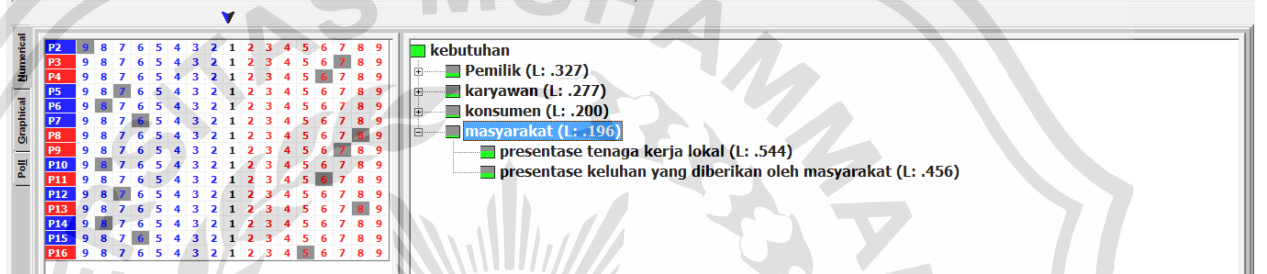 Numerical
Graphical
Poll
P2 9 8 7 6 5 4 3 2 1 2 3 4 5 6 7 8 9
P3 9 8 7 6 5 4 3 2 1 2 3 4 5 6 7 8 9
P4 9 8 7 6 5 4 3 2 1 2 3 4 5 6 7 8 9
P5 9 8 7 6 5 4 3 2 1 2 3 4 5 6 7 8 9
P6 9 8 7 6 5 4 3 2 1 2 3 4 5 6 7 8 9
P7 9 8 7 6 5 4 3 2 1 2 3 4 5 6 7 8 9
P8 9 8 7 6 5 4 3 2 1 2 3 4 5 6 7 8 9
P9 9 8 7 6 5 4 3 2 1 2 3 4 5 6 7 8 9
P10 9 8 7 6 5 4 3 2 1 2 3 4 5 6 7 8 9
P11 9 8 7 6 5 4 3 2 1 2 3 4 5 6 7 8 9
P12 9 8 7 6 5 4 3 2 1 2 3 4 5 6 7 8 9
P13 9 8 7 6 5 4 3 2 1 2 3 4 5 6 7 8 9
P14 9 8 7 6 5 4 3 2 1 2 3 4 5 6 7 8 9
P15 9 8 7 6 5 4 3 2 1 2 3 4 5 6 7 8 9
P16 9 8 7 6 5 4 3 2 1 2 3 4 5 6 7 8 9
kebutuhan
Pemilik (L: .327)
karyawan (L: .277)
konsumen (L: .200)
masyarakat (L: .196)
presentase tenaga kerja lokal (L: .544)
presentase keluhan yang diberikan oleh masyarakat (L: .456)